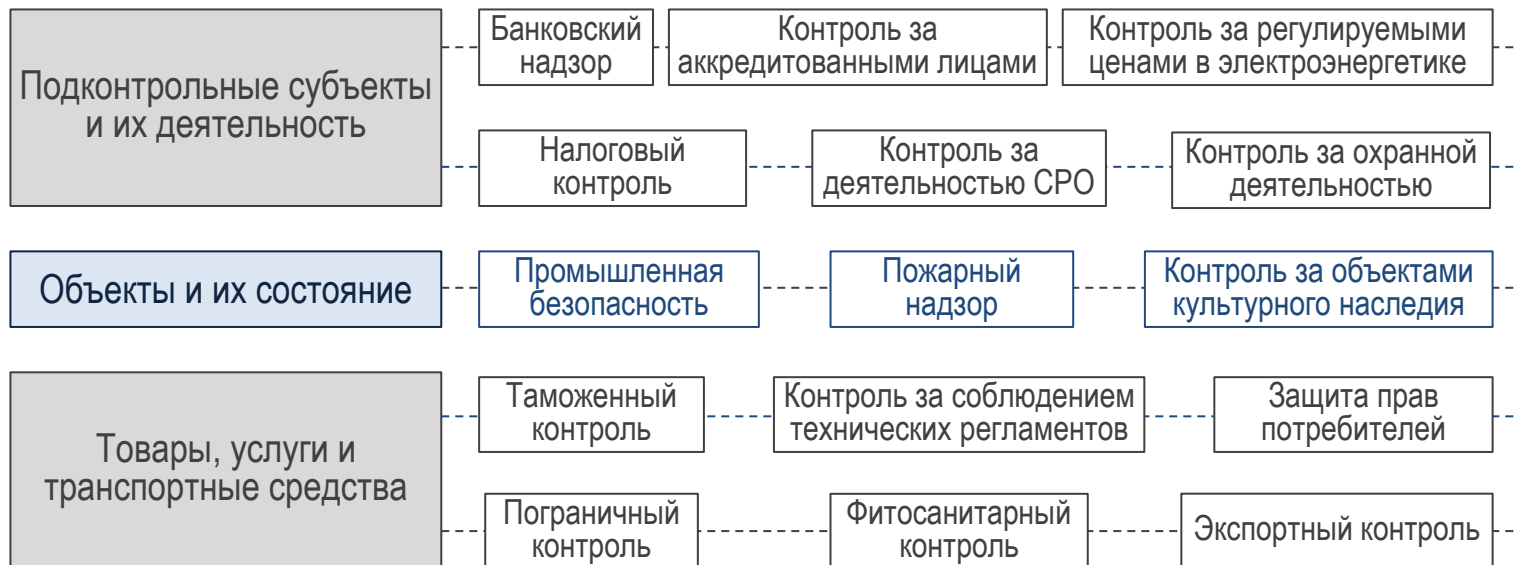 Подконтрольные субъекты
и их деятельность
Банковский
надзор
Контроль за
аккредитованными лицами
Контроль за регулируемыми
ценами в электроэнергетике
Налоговый
контроль
Контроль за
деятельностью СРО
Контроль за охранной
деятельностью
Объекты и их состояние
Промышленная
безопасность
Пожарный
надзор
Контроль за объектами
культурного наследия
Товары, услуги и
транспортные средства
Таможенный
контроль
Контроль за соблюдением
технических регламентов
Защита прав
потребителей
Пограничный
контроль
Фитосанитарный
контроль
Экспортный контроль